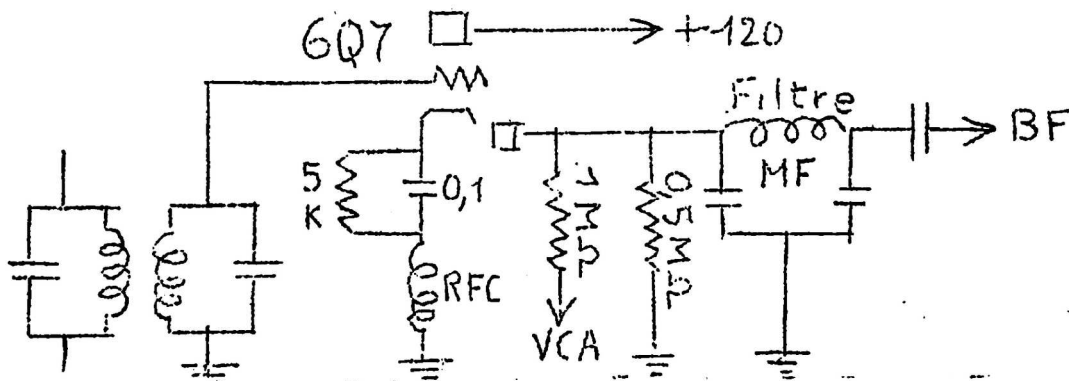 6Q7
+120
Filtre
BF
MF
5
K
0,1
1MΩ
0,5MΩ
RFC
VCA